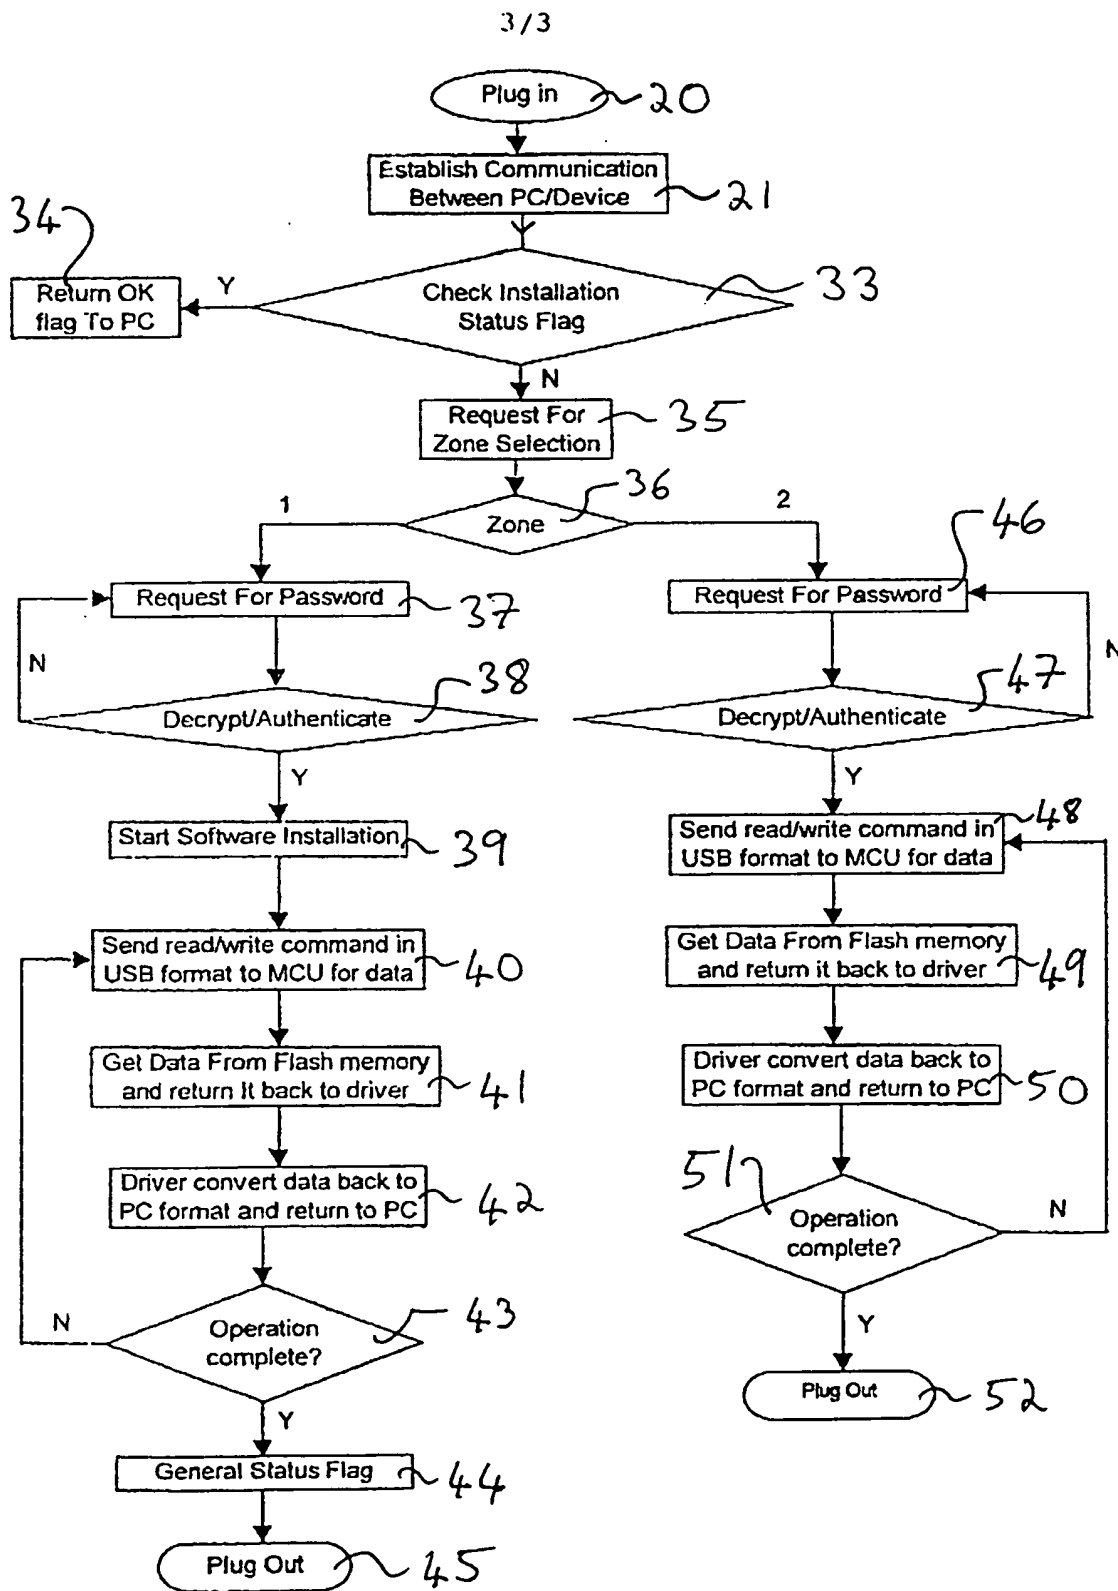 3/3
Plug in
20
Establish Communication
Between PC/Device
21
34
Return OK
flag To PC
Y
Check Installation
Status Flag
33
N
Request For
Zone Selection
35
1
Zone
36
2
46
Request For Password
37
Request For Password
N
Decrypt/Authenticate
38
Decrypt/Authenticate
47
N
Y
Y
Start Software Installation
39
Send read/write command in
USB format to MCU for data
48
Send read/write command in
USB format to MCU for data
40
Get Data From Flash memory
and return it back to driver
49
Get Data From Flash memory
and return It back to driver
41
Driver convert data back to
PC format and return to PC
50
Driver convert data back to
PC format and return to PC
42
51
Operation
complete?
N
N
Operation
complete?
43
Y
Plug Out
52
Y
General Status Flag
44
Plug Out
45